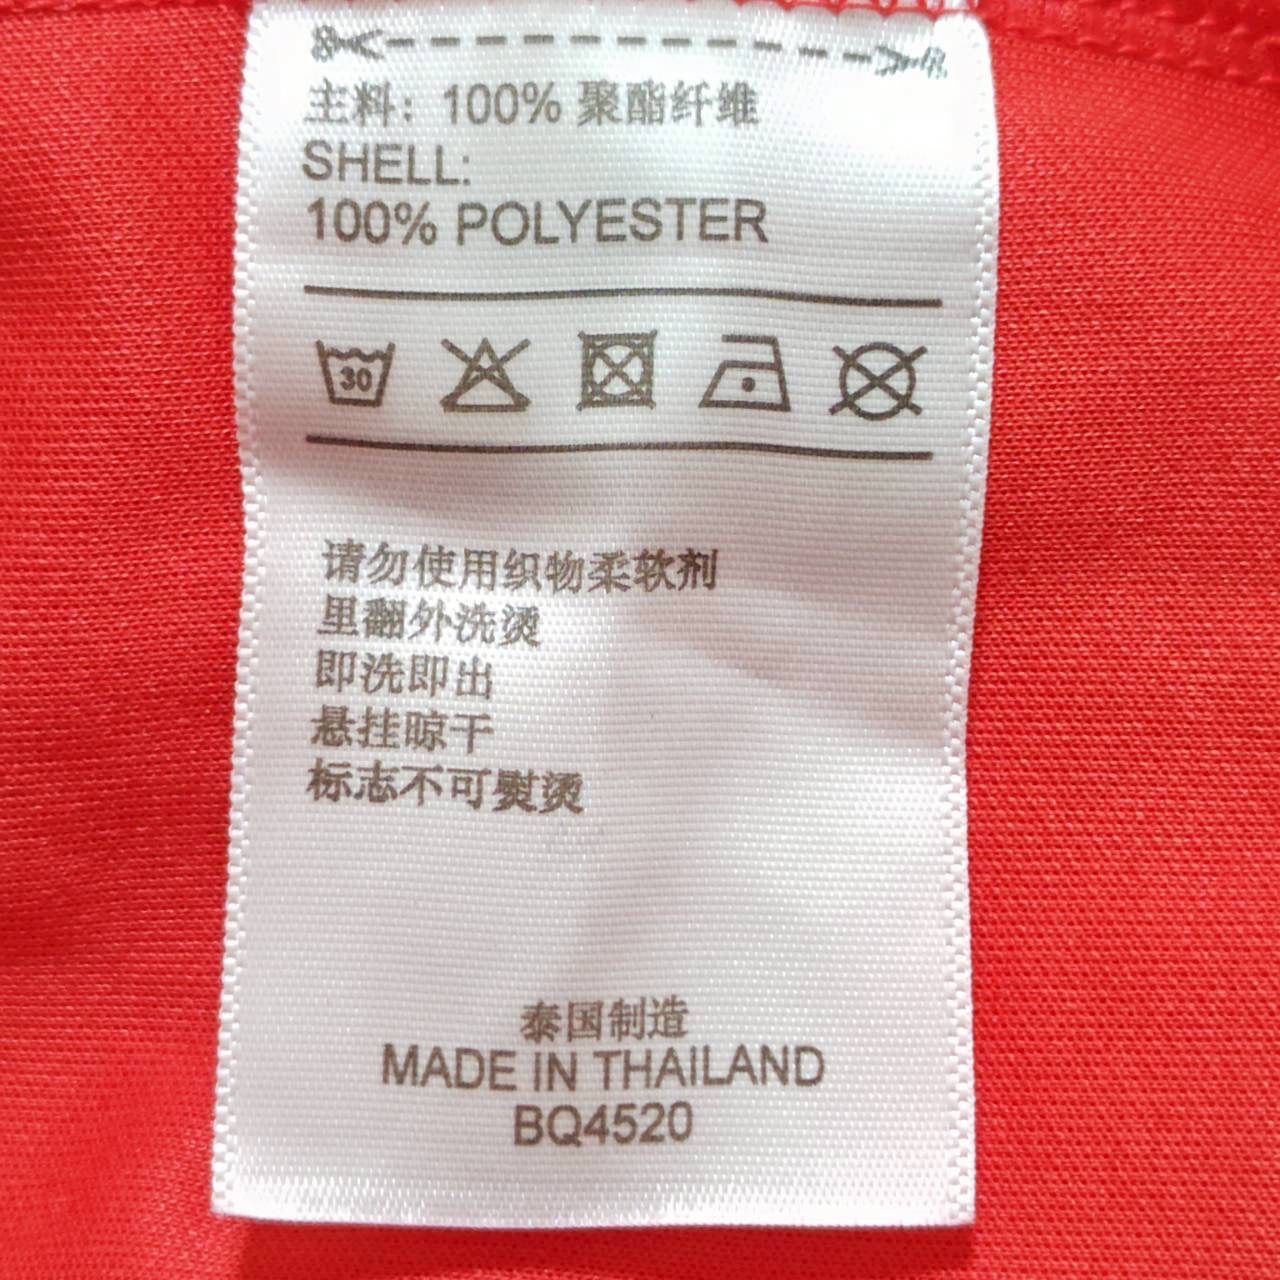 主料：100% 聚酯纤维
SHELL:
100% POLYESTER
30
请勿使用织物柔软剂
里翻外洗烫
即洗即出
悬挂晾干
标志不可熨烫
泰国制造
MADE IN THAILAND
BQ4520